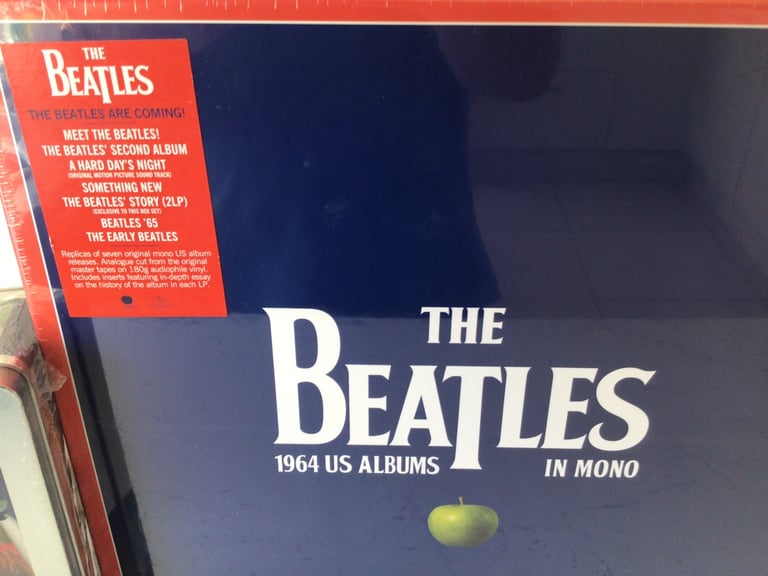 THE
BEATLES
THE BEATLES ARE COMING!
MEET THE BEATLES!
THE BEATLES' SECOND ALBUM
A HARD DAY'S NIGHT
(ORIGINAL MOTION PICTURE SOUND TRACK)
SOMETHING NEW
THE BEATLES' STORY (2LP)
(EXCLUSIVE TO THIS BOX SET)
BEATLES '65
THE EARLY BEATLES
Replicas of seven original mono US album
releases. Analogue cut from the original
master tapes on 180g audiophile vinyl.
Includes inserts featuring in-depth essay
on the history of the album in each LP.
THE
BEATLES
1964 US ALBUMS IN MONO